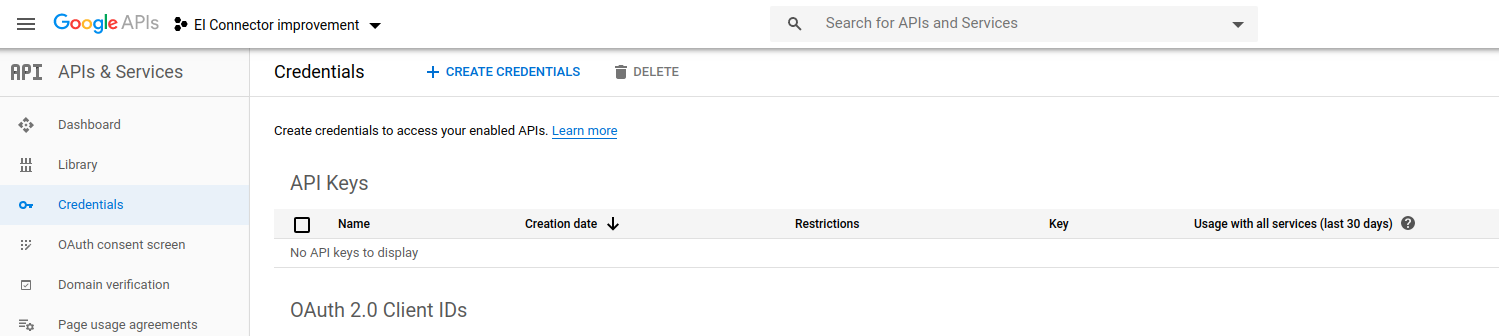 Google APIs EI Connector improvement Search for APIs and Services
API APIs & Services Credentials CREATE CREDENTIALS DELETE
Dashboard
Create credentials to access your enabled APIs. Learn more
Library
API Keys
Credentials
Name Creation date Restrictions Key Usage with all services (last 30 days) ?
OAuth consent screen
No API keys to display
Domain verification
OAuth 2.0 Client IDs
Page usage agreements